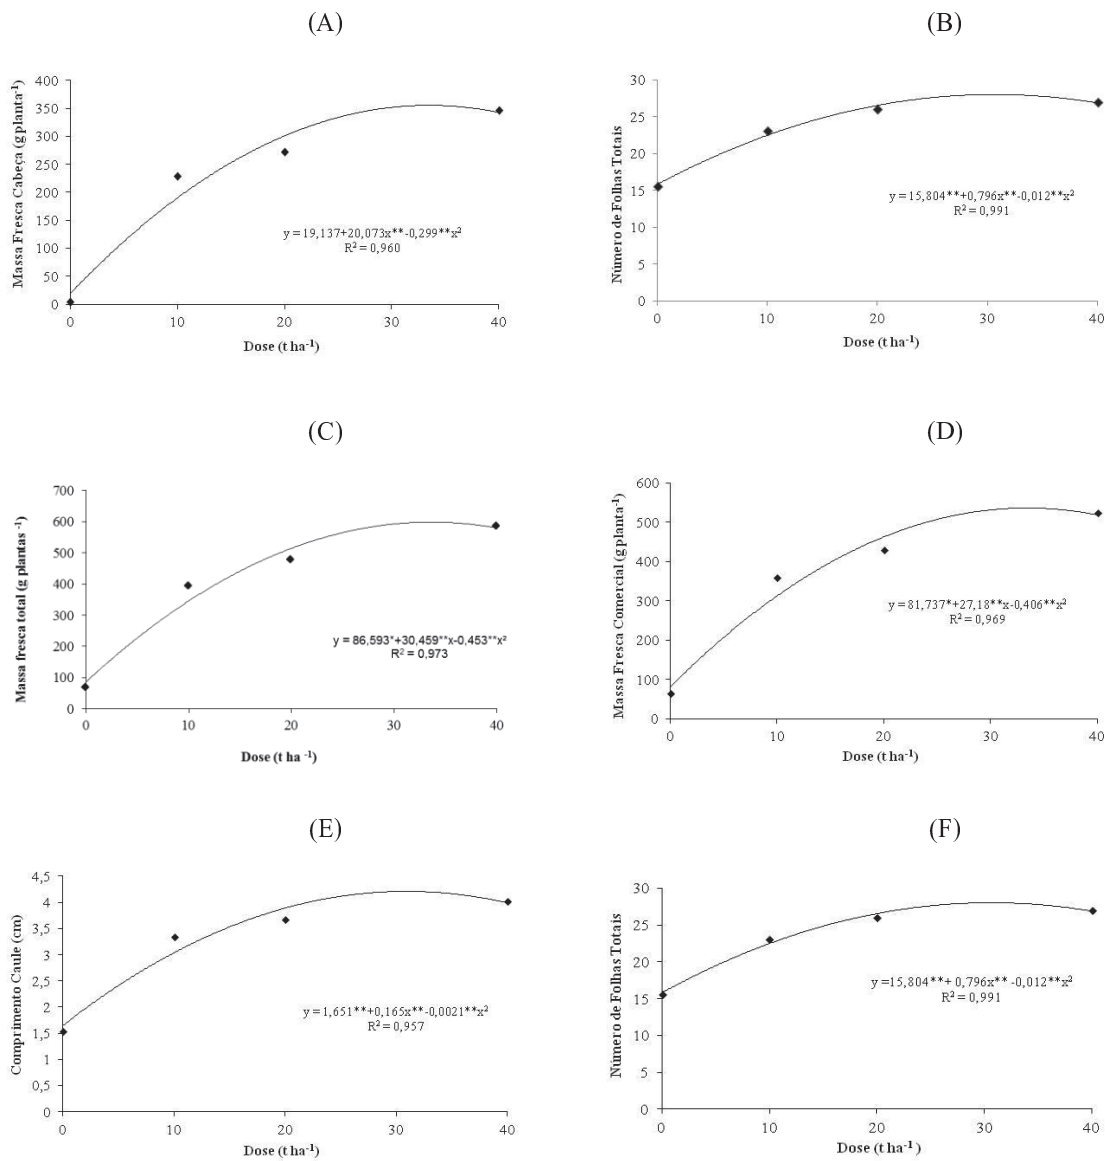 (A)
(B)
Massa Fresca Cabeça (g planta⁻¹)
400
350
300
250
200
150
100
50
0
y = 19,137+20,073x**-0,299**x²
R² = 0,960
0 10 20 30 40
Dose (t ha⁻¹)
Número de Folhas Totais
30
25
20
15
10
5
0
y = 15,804**+0,796x**-0,012**x²
R² = 0,991
0 10 20 30 40
Dose (t ha⁻¹)
(C)
(D)
Massa fresca total (g plantas ⁻¹)
700
600
500
400
300
200
100
0
y = 86,593*+30,459**x-0,453**x²
R² = 0,973
0 10 20 30 40
Dose (t ha ⁻¹)
Massa Fresca Comercial (g planta⁻¹)
600
500
400
300
200
100
0
y = 81,737*+27,18**x-0,406**x²
R² = 0,969
0 10 20 30 40
Dose (t ha⁻¹)
(E)
(F)
Comprimento Caule (cm)
4,5
4
3,5
3
2,5
2
1,5
1
0,5
0
y = 1,651**+0,165x**-0,0021**x²
R² = 0,957
0 10 20 30 40
Dose (t ha⁻¹)
Número de Folhas Totais
30
25
20
15
10
5
0
y =15,804 **+ 0,796x** -0,012**x²
R² = 0,991
0 10 20 30 40
Dose (t ha⁻¹ )